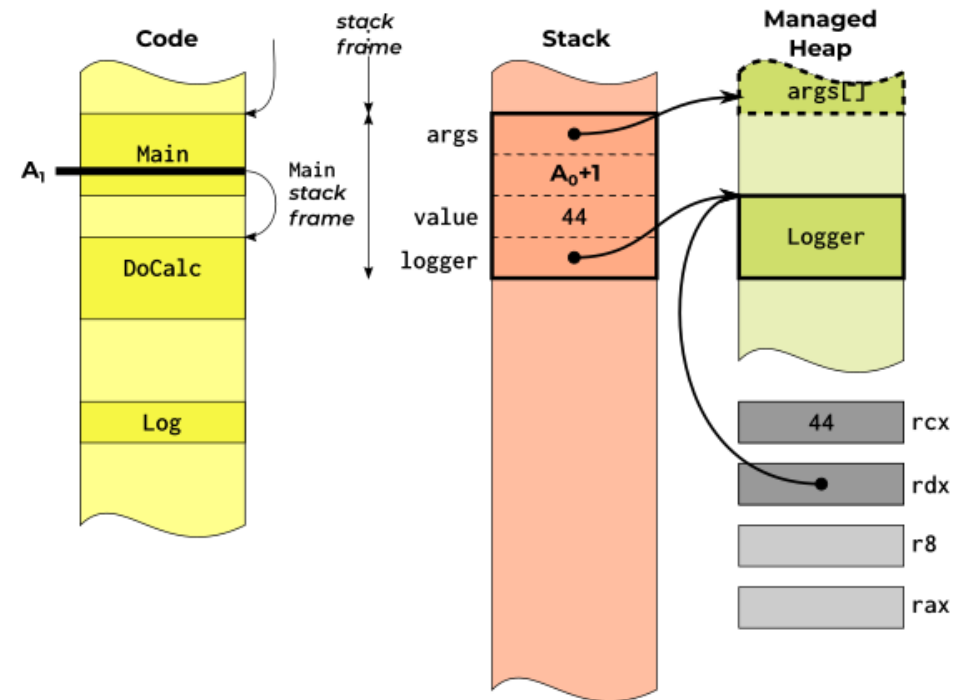 Code
stack
frame
Stack
Managed
Heap
args[]
args
Main
A₁
Main
stack
frame
A₀+1
value
44
Logger
logger
DoCalc
Log
44
rcx
rdx
r8
rax